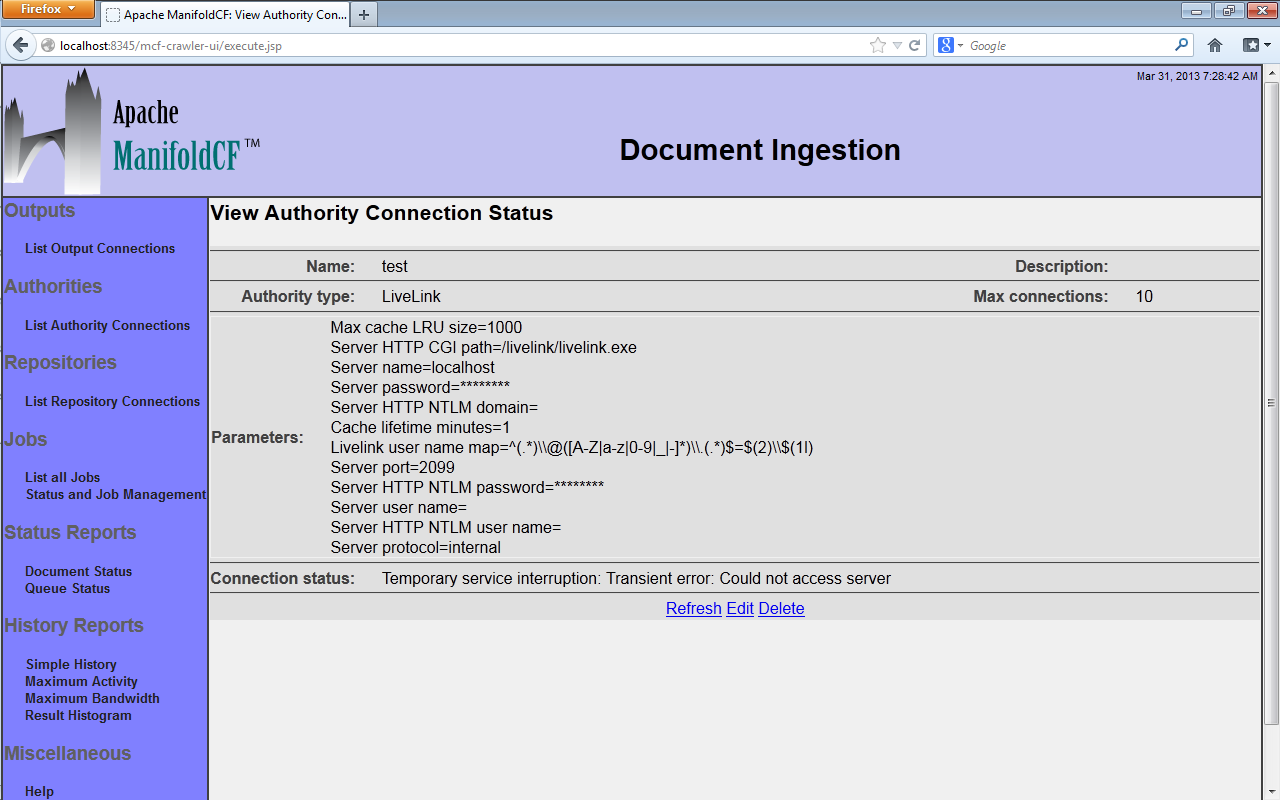 Firefox
Apache ManifoldCF: View Authority Con...
localhost:8345/mcf-crawler-ui/execute.jsp
Google
Mar 31, 2013 7:28:42 AM
Apache
ManifoldCF™
Document Ingestion
Outputs
List Output Connections
Authorities
List Authority Connections
Repositories
List Repository Connections
Jobs
List all Jobs
Status and Job Management
Status Reports
Document Status
Queue Status
History Reports
Simple History
Maximum Activity
Maximum Bandwidth
Result Histogram
Miscellaneous
Help
View Authority Connection Status
Name: test Description:
Authority type: LiveLink Max connections: 10
Parameters:
Max cache LRU size=1000
Server HTTP CGI path=/livelink/livelink.exe
Server name=localhost
Server password=********
Server HTTP NTLM domain=
Cache lifetime minutes=1
Livelink user name map=^(.*)\\@([A-Z|a-z|0-9|_|-]*)\\.(.*)$=$(2)\\$(1l)
Server port=2099
Server HTTP NTLM password=********
Server user name=
Server HTTP NTLM user name=
Server protocol=internal
Connection status: Temporary service interruption: Transient error: Could not access server
Refresh Edit Delete